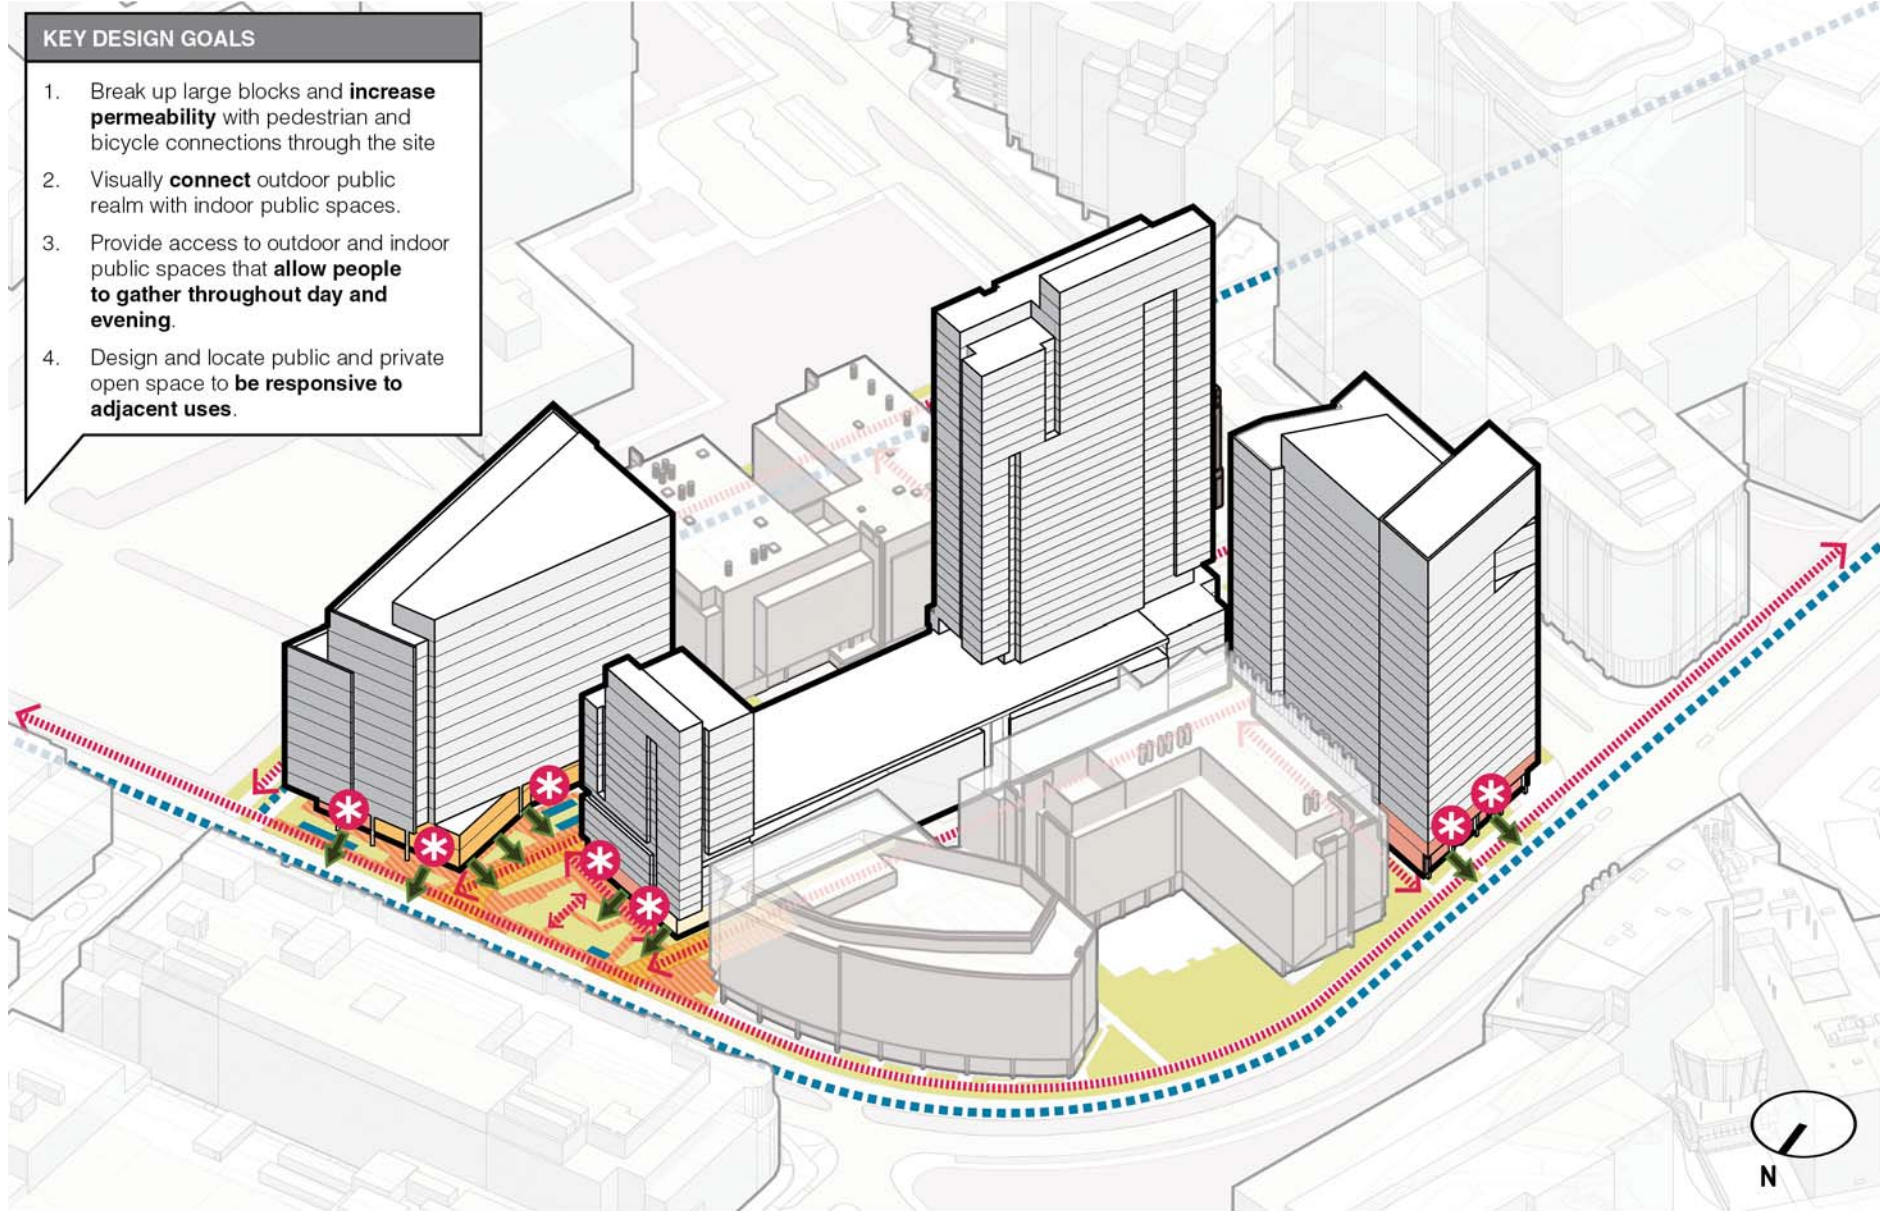 KEY DESIGN GOALS
1. Break up large blocks and increase
permeability with pedestrian and
bicycle connections through the site
2. Visually connect outdoor public
realm with indoor public spaces.
3. Provide access to outdoor and indoor
public spaces that allow people
to gather throughout day and
evening.
4. Design and locate public and private
open space to be responsive to
adjacent uses.
N